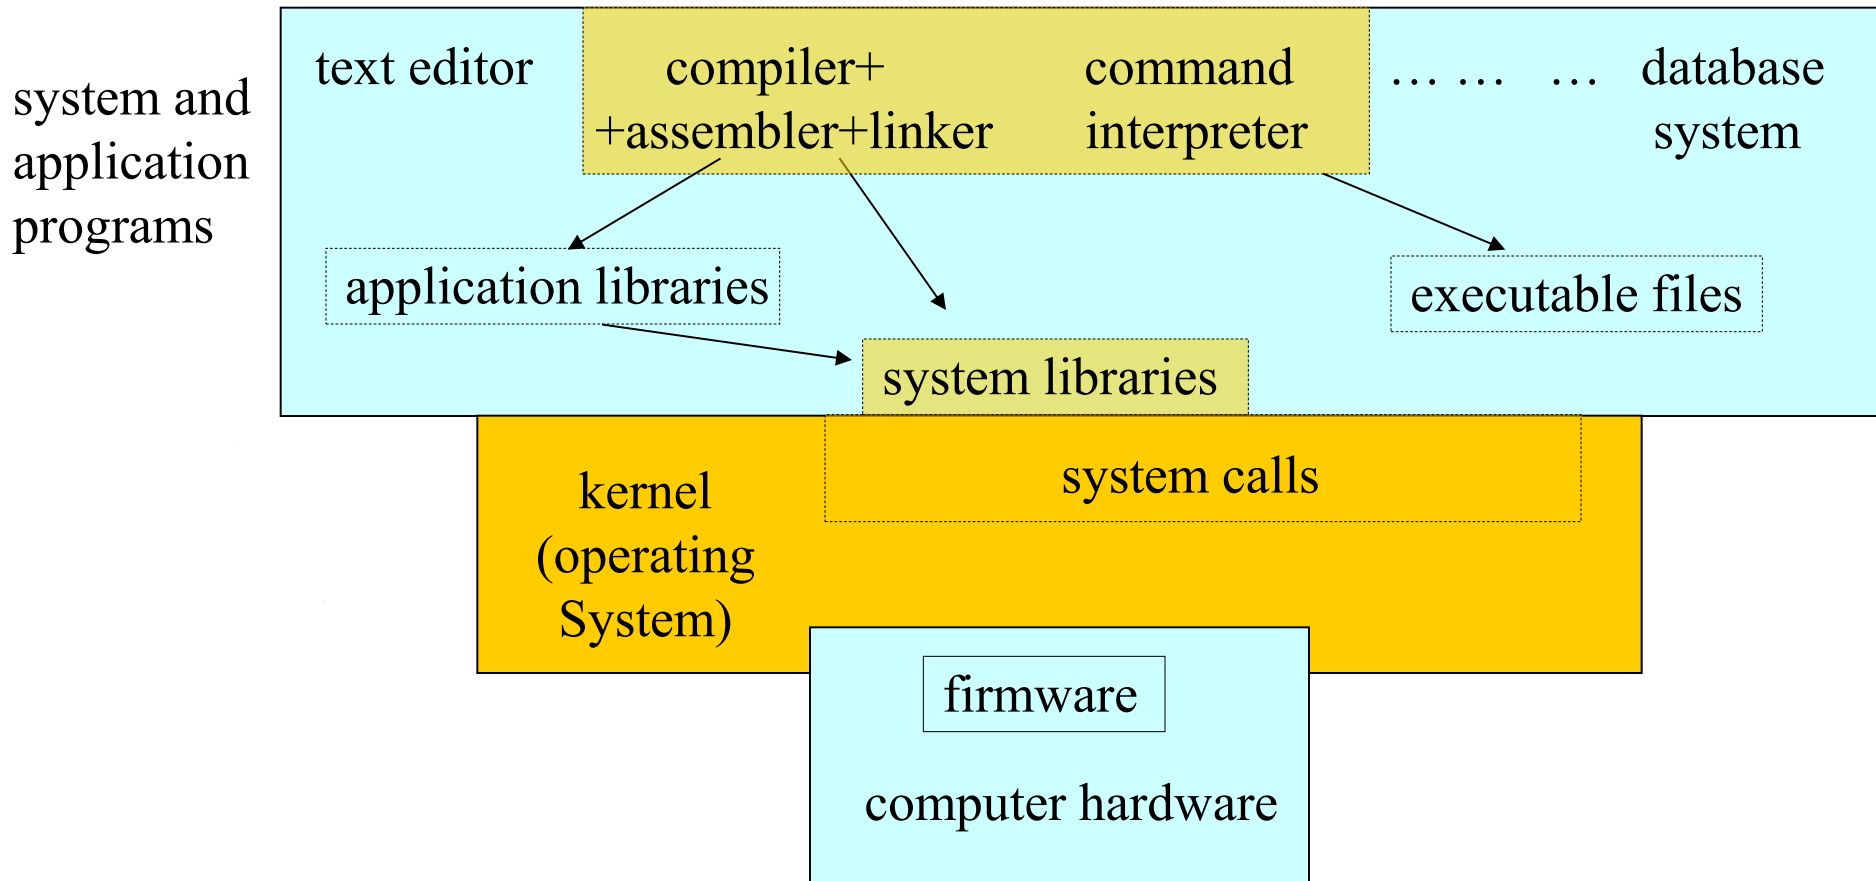 system and
application
programs
text editor
compiler+
+assembler+linker
command
interpreter
… … …
database
system
application libraries
executable files
system libraries
system calls
kernel
(operating
System)
firmware
computer hardware